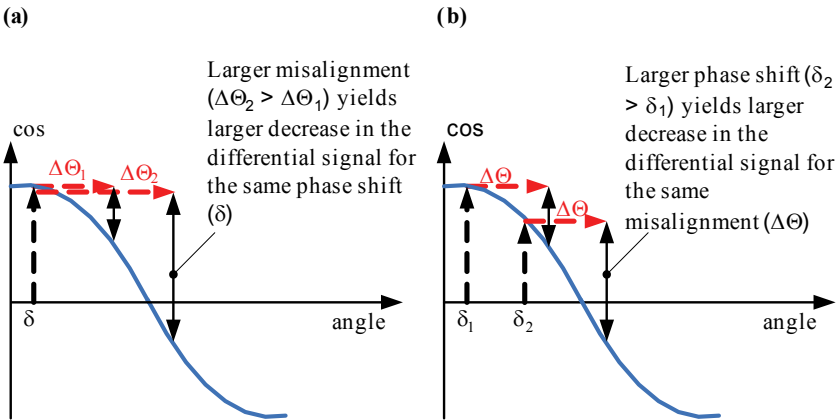 (a)
Larger misalignment
(ΔΘ₂ > ΔΘ₁) yields
larger decrease in the
differential signal for
the same phase shift
(δ)
cos
ΔΘ₁
ΔΘ₂
δ
angle
(b)
Larger phase shift (δ₂
> δ₁) yields larger
decrease in the
differential signal for
the same
misalignment (ΔΘ)
cos
ΔΘ
ΔΘ
δ₁
δ₂
angle